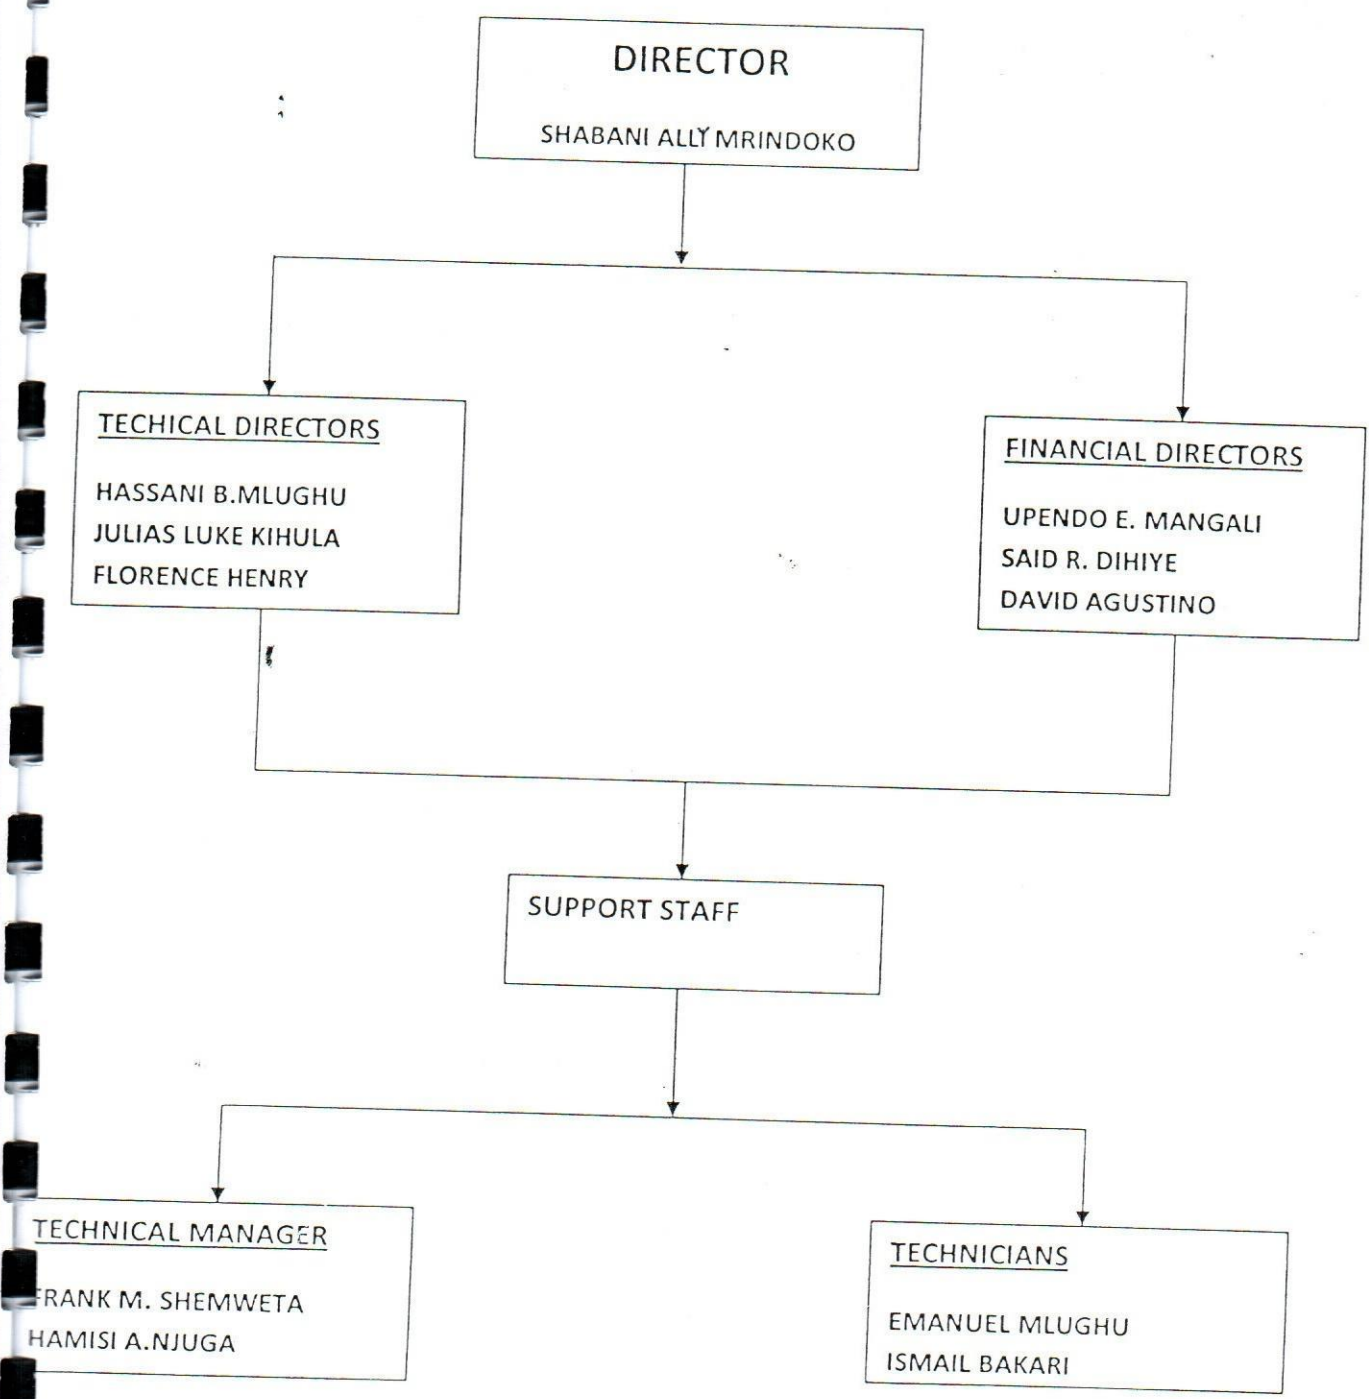 DIRECTOR
SHABANI ALLY MRINDOKO
TECHICAL DIRECTORS
HASSANI B.MLUGHU
JULIAS LUKE KIHULA
FLORENCE HENRY
FINANCIAL DIRECTORS
UPENDO E. MANGALI
SAID R. DIHIYE
DAVID AGUSTINO
SUPPORT STAFF
TECHNICAL MANAGER
FRANK M. SHEMWETA
HAMISI A.NJUGA
TECHNICIANS
EMANUEL MLUGHU
ISMAIL BAKARI